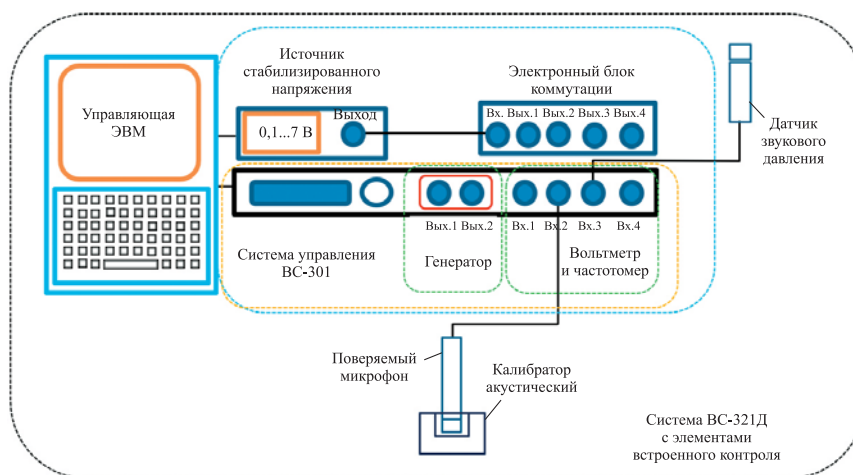 Управляющая
ЭВМ
Источник
стабилизированного
напряжения
Выход
0,1...7 В
Электронный блок
коммутации
Вх. Вых.1 Вых.2 Вых.3 Вых.4
Датчик
звукового
давления
Вых.1 Вых.2
Вх.1 Вх.2 Вх.3 Вх.4
Система управления
ВС-301
Генератор
Вольтметр
и частотомер
Поверяемый
микрофон
Калибратор
акустический
Система ВС-321Д
с элементами
встроенного контроля